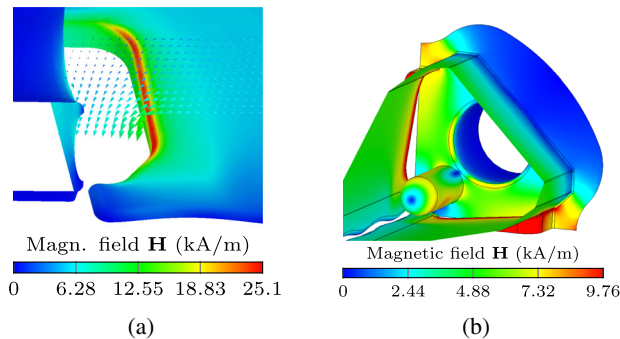 Magn. field H (kA/m)
0 6.28 12.55 18.83 25.1
(a)
Magnetic field H (kA/m)
0 2.44 4.88 7.32 9.76
(b)